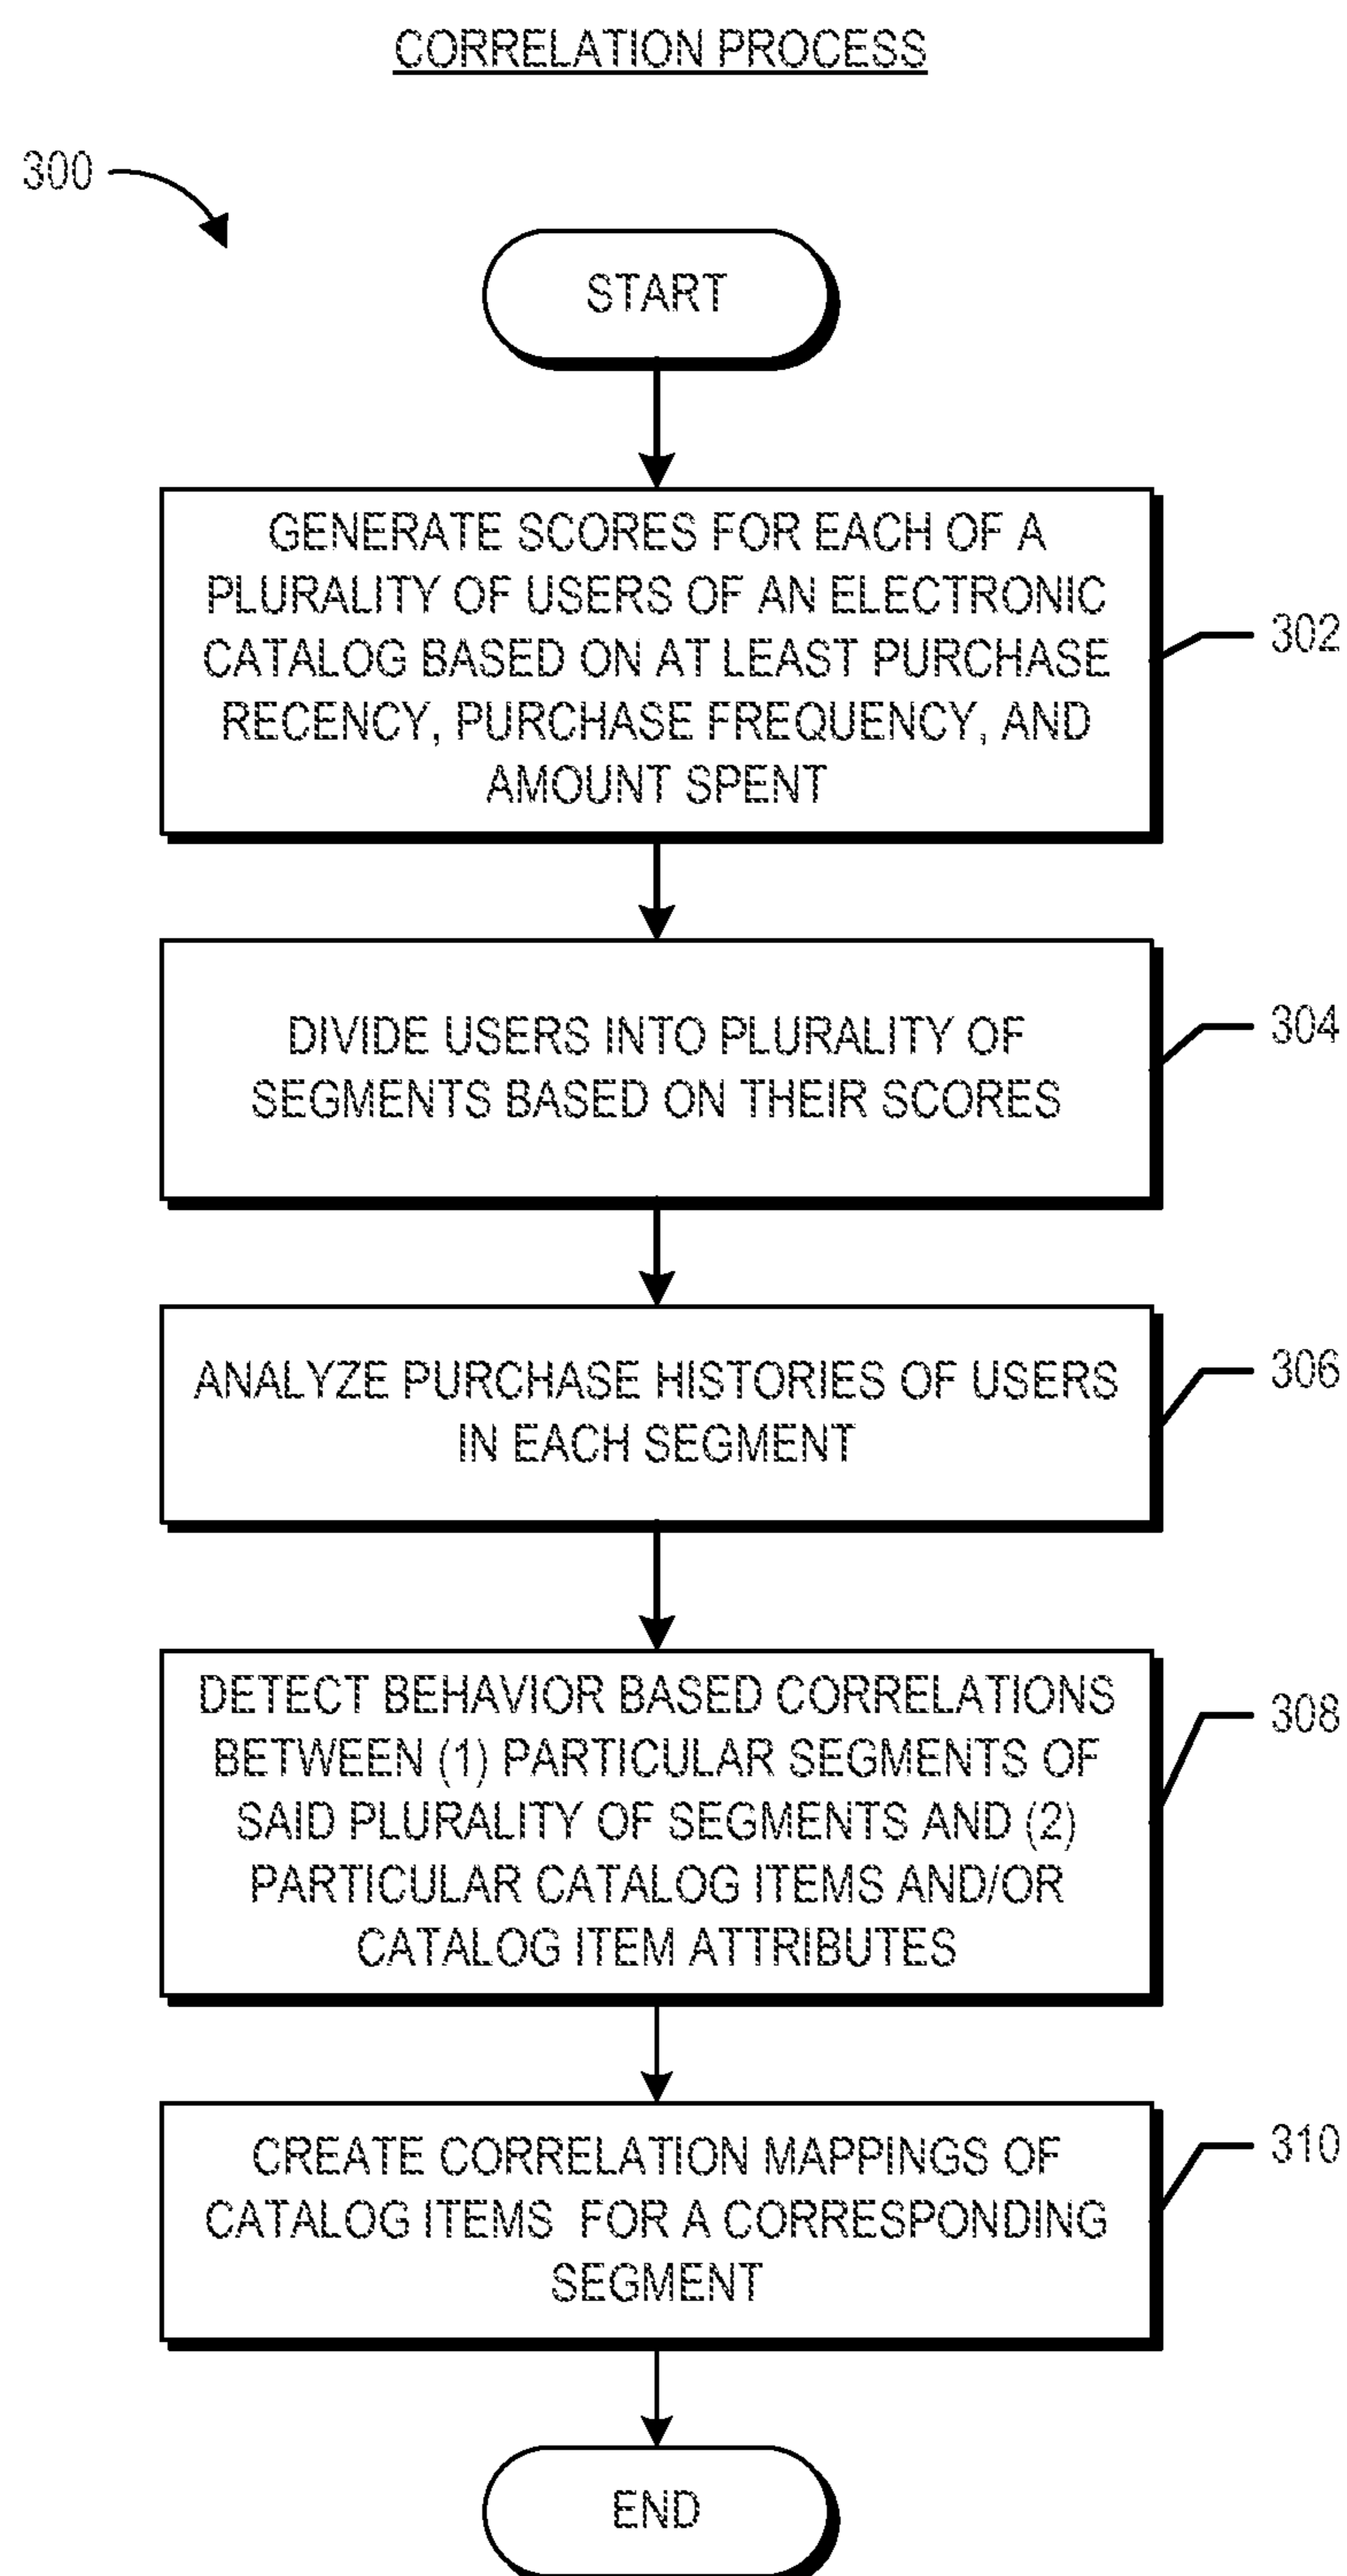 CORRELATION PROCESS
300
START
GENERATE SCORES FOR EACH OF A
PLURALITY OF USERS OF AN ELECTRONIC
CATALOG BASED ON AT LEAST PURCHASE
RECENCY, PURCHASE FREQUENCY, AND
AMOUNT SPENT
302
DIVIDE USERS INTO PLURALITY OF
SEGMENTS BASED ON THEIR SCORES
304
ANALYZE PURCHASE HISTORIES OF USERS
IN EACH SEGMENT
306
DETECT BEHAVIOR BASED CORRELATIONS
BETWEEN (1) PARTICULAR SEGMENTS OF
SAID PLURALITY OF SEGMENTS AND (2)
PARTICULAR CATALOG ITEMS AND/OR
CATALOG ITEM ATTRIBUTES
308
CREATE CORRELATION MAPPINGS OF
CATALOG ITEMS FOR A CORRESPONDING
SEGMENT
310
END